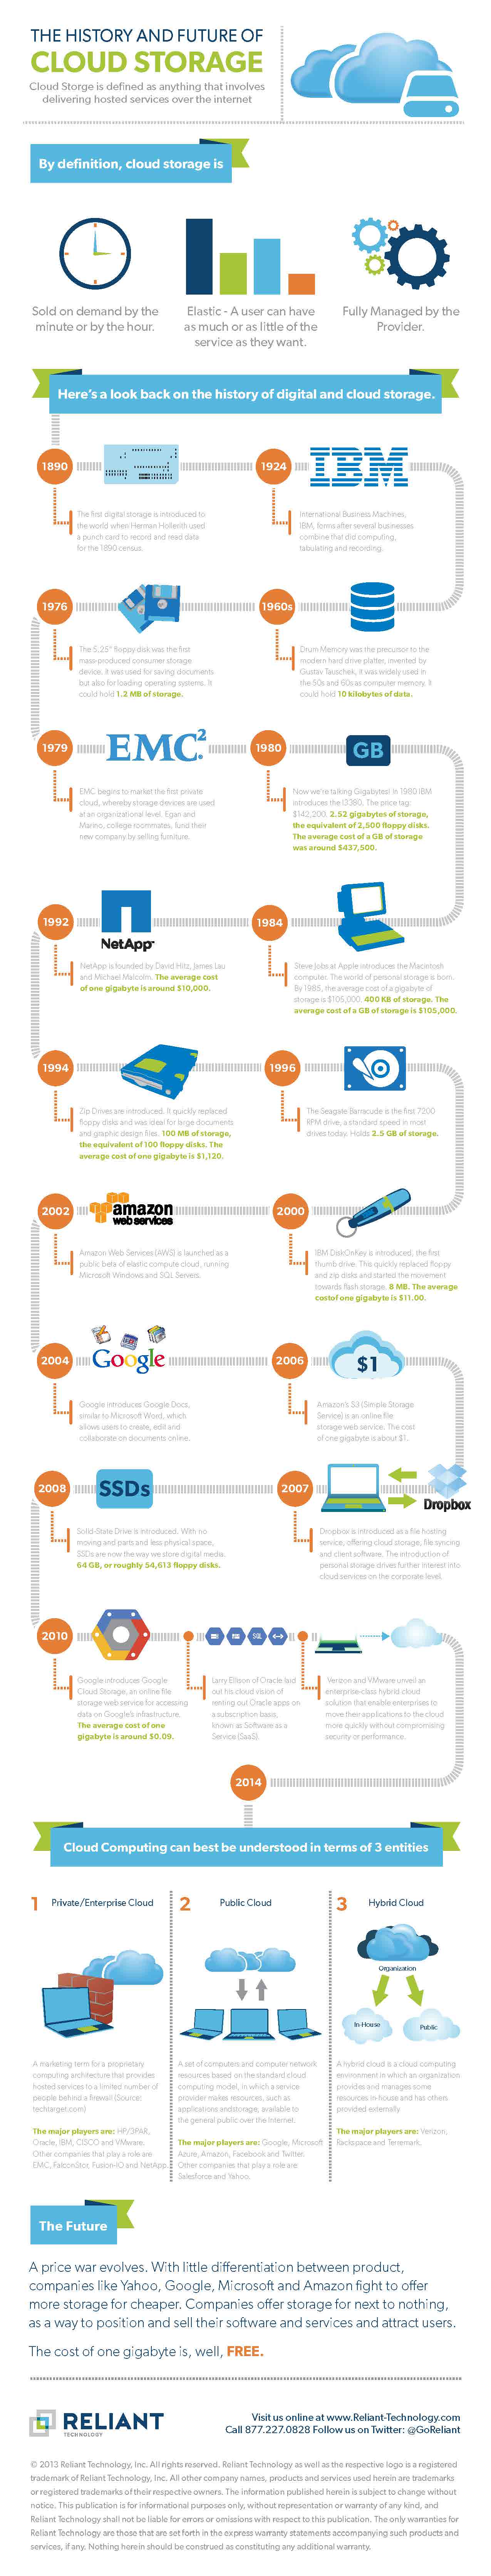 THE HISTORY AND FUTURE OF
CLOUD STORAGE
Cloud Storge is defined as anything that involves
delivering hosted services over the internet
By definition, cloud storage is
Sold on demand by the
minute or by the hour.
Elastic - A user can have
as much or as little of the
service as they want.
Fully Managed by the
Provider.
Here's a look back on the history of digital and cloud storage.
1890
The first digital storage is introduced to
the world when Herman Hollerith used
a punch card to record and read data
for the 1890 census.
1924
IBM
International Business Machines,
IBM, forms after several businesses
combine that did computing,
tabulating and recording.
1976
The 5.25" floppy disk was the first
mass-produced consumer storage
device. It was used for saving documents
but also for loading operating systems. It
could hold 1.2 MB of storage.
1960s
Drum Memory was the precursor to the
modern hard drive platter, invented by
Gustav Tauschek, it was widely used in
the 50s and 60s as computer memory. It
could hold 10 kilobytes of data.
1979
EMC2
EMC begins to market the first private
cloud, whereby storage devices are used
at an organizational level. Egan and
Marino, college roommates, fund their
new company by selling furniture.
1980
GB
Now we're talking Gigabytes! In 1980 IBM
introduces the I3380. The price tag:
$142,200. 2.52 gigabytes of storage,
the equivalent of 2,500 floppy disks.
The average cost of a GB of storage
was around $437,500.
1992
NetApp
NetApp is founded by David Hitz, James Lau
and Michael Malcolm. The average cost
of one gigabyte is around $10,000.
1984
Steve Jobs at Apple introduces the Macintosh
computer. The world of personal storage is born.
By 1985, the average cost of a gigabyte of
storage is $105,000. 400 KB of storage. The
average cost of a GB of storage is $105,000.
1994
Zip Drives are introduced. It quickly replaced
floppy disks and was ideal for large documents
and graphic design files. 100 MB of storage,
the equivalent of 100 floppy disks. The
average cost of one gigabyte is $1,120.
1996
The Seagate Barracuda is the first 7200
RPM drive, a standard speed in most
drives today. Holds 2.5 GB of storage.
2002
amazon
web services
Amazon Web Services (AWS) is launched as a
public beta of elastic compute cloud, running
Microsoft Windows and SQL Servers.
2000
IBM DiskOnKey is introduced, the first
thumb drive. This quickly replaced floppy
and zip disks and started the movement
towards flash storage. 8 MB. The average
costof one gigabyte is $11.00.
2004
Google
Google introduces Google Docs,
similar to Microsoft Word, which
allows users to create, edit and
collaborate on documents online.
2006
$1
Amazon's S3 (Simple Storage
Service) is an online file
storage web service. The cost
of one gigabyte is about $1.
2008
SSDs
Solid-State Drive is introduced. With no
moving and parts and less physical space,
SSDs are now the way we store digital media.
64 GB, or roughly 54,613 floppy disks.
2007
Dropbox
Dropbox is introduced as a file hosting
service, offering cloud storage, file syncing
and client software. The introduction of
personal storage drives further interest into
cloud services on the corporate level.
2010
Google introduces Google
Cloud Storage, an online file
storage web service for accessing
data on Google's infrastructure.
The average cost of one
gigabyte is around $0.09.
SQL
Larry Ellison of Oracle laid
out his cloud vision of
renting out Oracle apps on
a subscription basis,
known as Software as a
Service (SaaS).
Verizon and VMware unveil an
enterprise-class hybrid cloud
solution that enable enterprises to
move their applications to the cloud
more quickly without compromising
security or performance.
2014
Cloud Computing can best be understood in terms of 3 entities
1 Private/Enterprise Cloud
A marketing term for a proprietary
computing architecture that provides
hosted services to a limited number of
people behind a firewall (Source:
techtarget.com)
The major players are: HP/3PAR,
Oracle, IBM, CISCO and VMware.
Other companies that play a role are
EMC, FalconStor, Fusion-IO and NetApp.
2 Public Cloud
A set of computers and computer network
resources based on the standard cloud
computing model, in which a service
provider makes resources, such as
applications andstorage, available to
the general public over the Internet.
The major players are: Google, Microsoft
Azure, Amazon, Facebook and Twitter.
Other companies that play a role are
Salesforce and Yahoo.
3 Hybrid Cloud
Organization
In-House
Public
A hybrid cloud is a cloud computing
environment in which an organization
provides and manages some
resources in-house and has others
provided externally.
The major players are: Verizon,
Rackspace and Terremark.
The Future
A price war evolves. With little differentiation between product,
companies like Yahoo, Google, Microsoft and Amazon fight to offer
more storage for cheaper. Companies offer storage for next to nothing,
as a way to position and sell their software and services and attract users.
The cost of one gigabyte is, well, FREE.
RELIANT
TECHNOLOGY
Visit us online at www.Reliant-Technology.com
Call 877.227.0828 Follow us on Twitter: @GoReliant
© 2013 Reliant Technology, Inc. All rights reserved. Reliant Technology as well as the respective logo is a registered
trademark of Reliant Technology, Inc. All other company names, products and services used herein are trademarks
or registered trademarks of their respective owners. The information published herein is subject to change without
notice. This publication is for informational purposes only, without representation or warranty of any kind, and
Reliant Technology shall not be liable for errors or omissions with respect to this publication. The only warranties for
Reliant Technology are those that are set forth in the express warranty statements accompanying such products and
services, if any. Nothing herein should be construed as constituting any additional warranty.